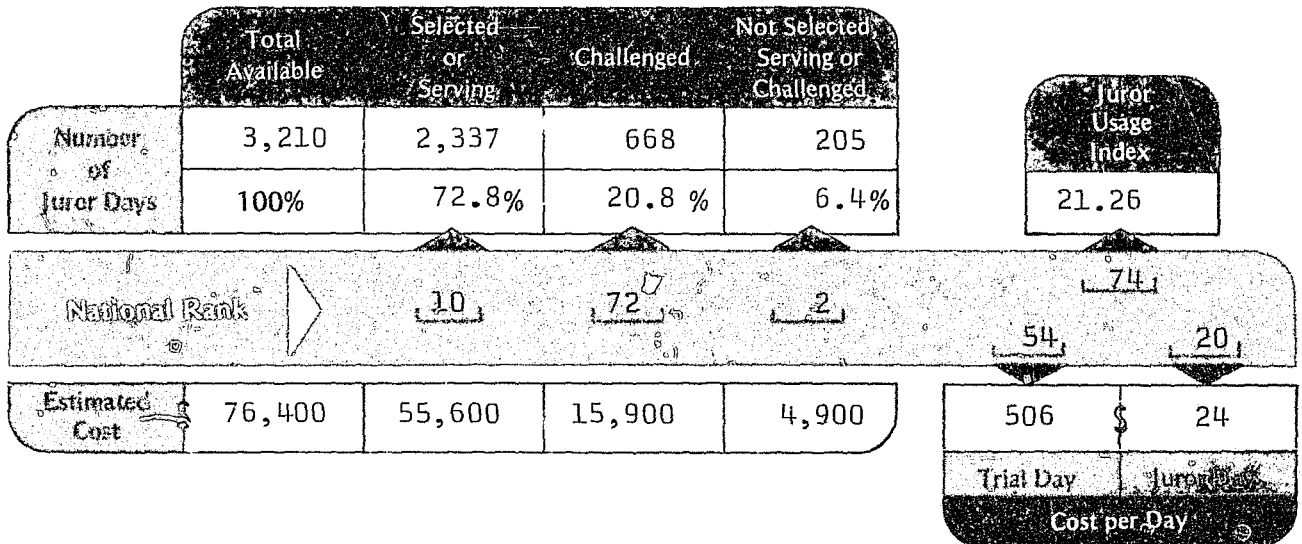 Total
Available
Selected
or
Serving
Challenged
Not Selected,
Serving or
Challenged
Juror
Usage
Index
Number
of
Juror Days
3,210
2,337
668
205
100%
72.8%
20.8 %
6.4%
21.26
National Rank
10
72
2
74
54
20
Estimated
Cost
$
76,400
55,600
15,900
4,900
506
$
24
Trial Day
Juror
Cost per Day